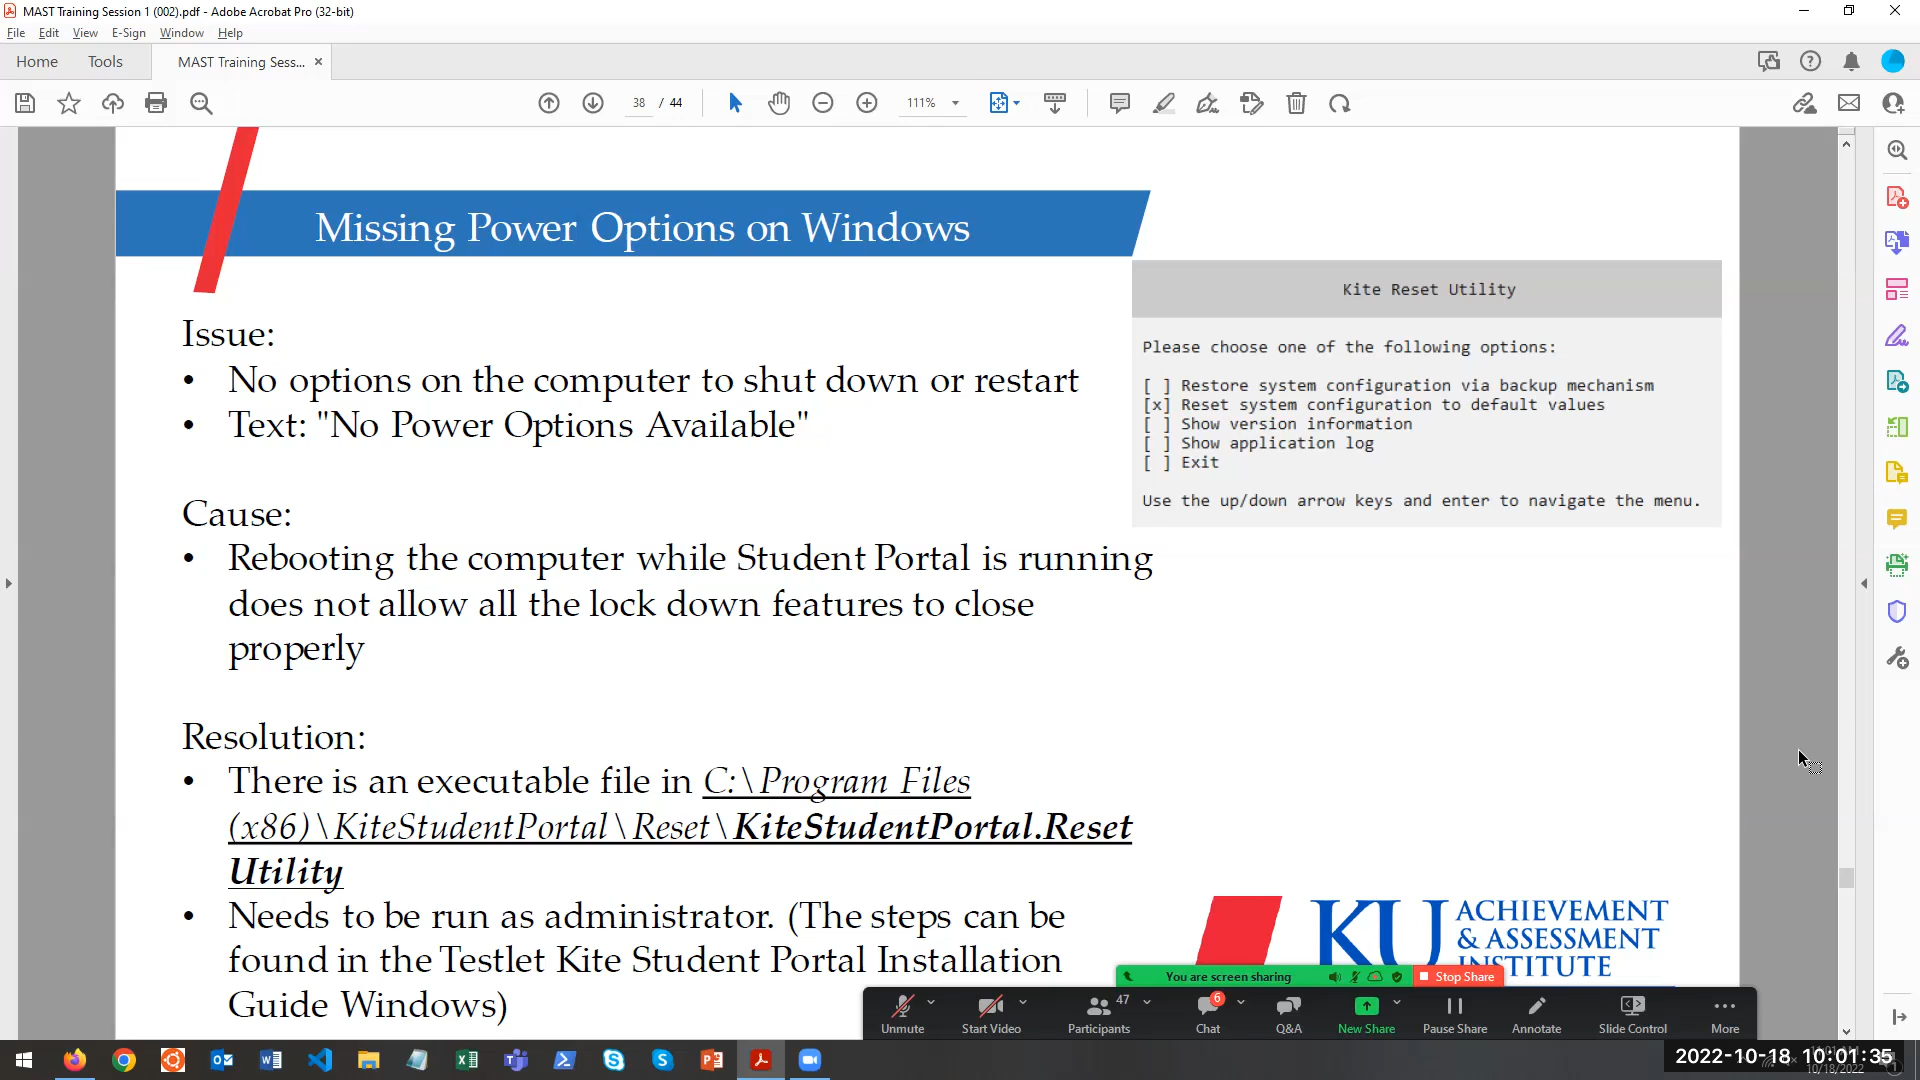 MAST Training Session 1 (002).pdf - Adobe Acrobat Pro (32-bit)
File Edit View E-Sign Window Help
Home Tools MAST Training Sess... ×
38 / 44 111%
Missing Power Options on Windows
Kite Reset Utility
Please choose one of the following options:
[ ] Restore system configuration via backup mechanism
[x] Reset system configuration to default values
[ ] Show version information
[ ] Show application log
[ ] Exit
Use the up/down arrow keys and enter to navigate the menu.
Issue:
• No options on the computer to shut down or restart
• Text: "No Power Options Available"
Cause:
• Rebooting the computer while Student Portal is running
does not allow all the lock down features to close
properly
Resolution:
• There is an executable file in C:\Program Files
(x86)\KiteStudentPortal\Reset\KiteStudentPortal.Reset
Utility
• Needs to be run as administrator. (The steps can be
found in the Testlet Kite Student Portal Installation
Guide Windows)
KU ACHIEVEMENT
& ASSESSMENT
INSTITUTE
You are screen sharing Stop Share
47 6
Unmute Start Video Participants Chat Q&A New Share Pause Share Annotate Slide Control More
2022-10-18 10:01:35
10/18/2022